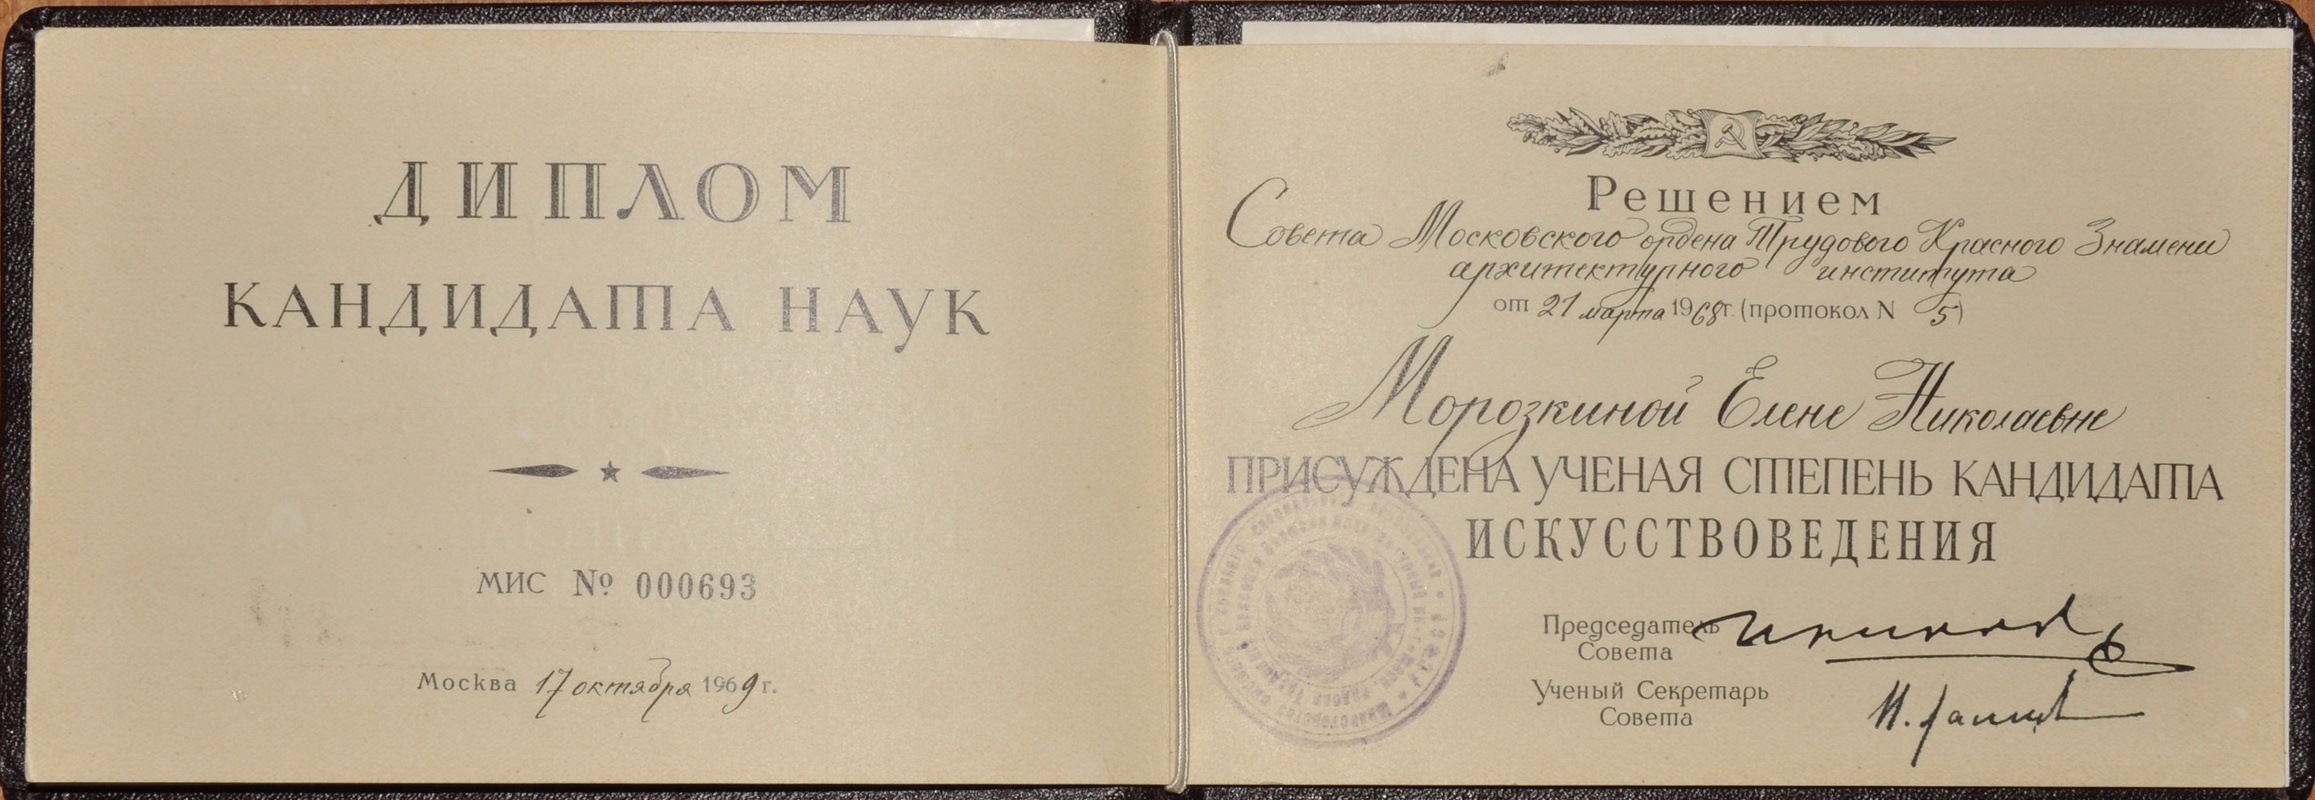 ДИПЛОМ
КАНДИДАТА НАУК
МИС № 000693
Москва 17 октября 1969 г.
Решением
Совета Московского ордена Трудового Красного Знамени
архитектурного института
от 21 марта 1968 г. (протокол N 5)
Морозкиной Елене Николаевне
ПРИСУЖДЕНА УЧЕНАЯ СТЕПЕНЬ КАНДИДАТА
ИСКУССТВОВЕДЕНИЯ
Председатель
Совета
Ученый Секретарь
Совета